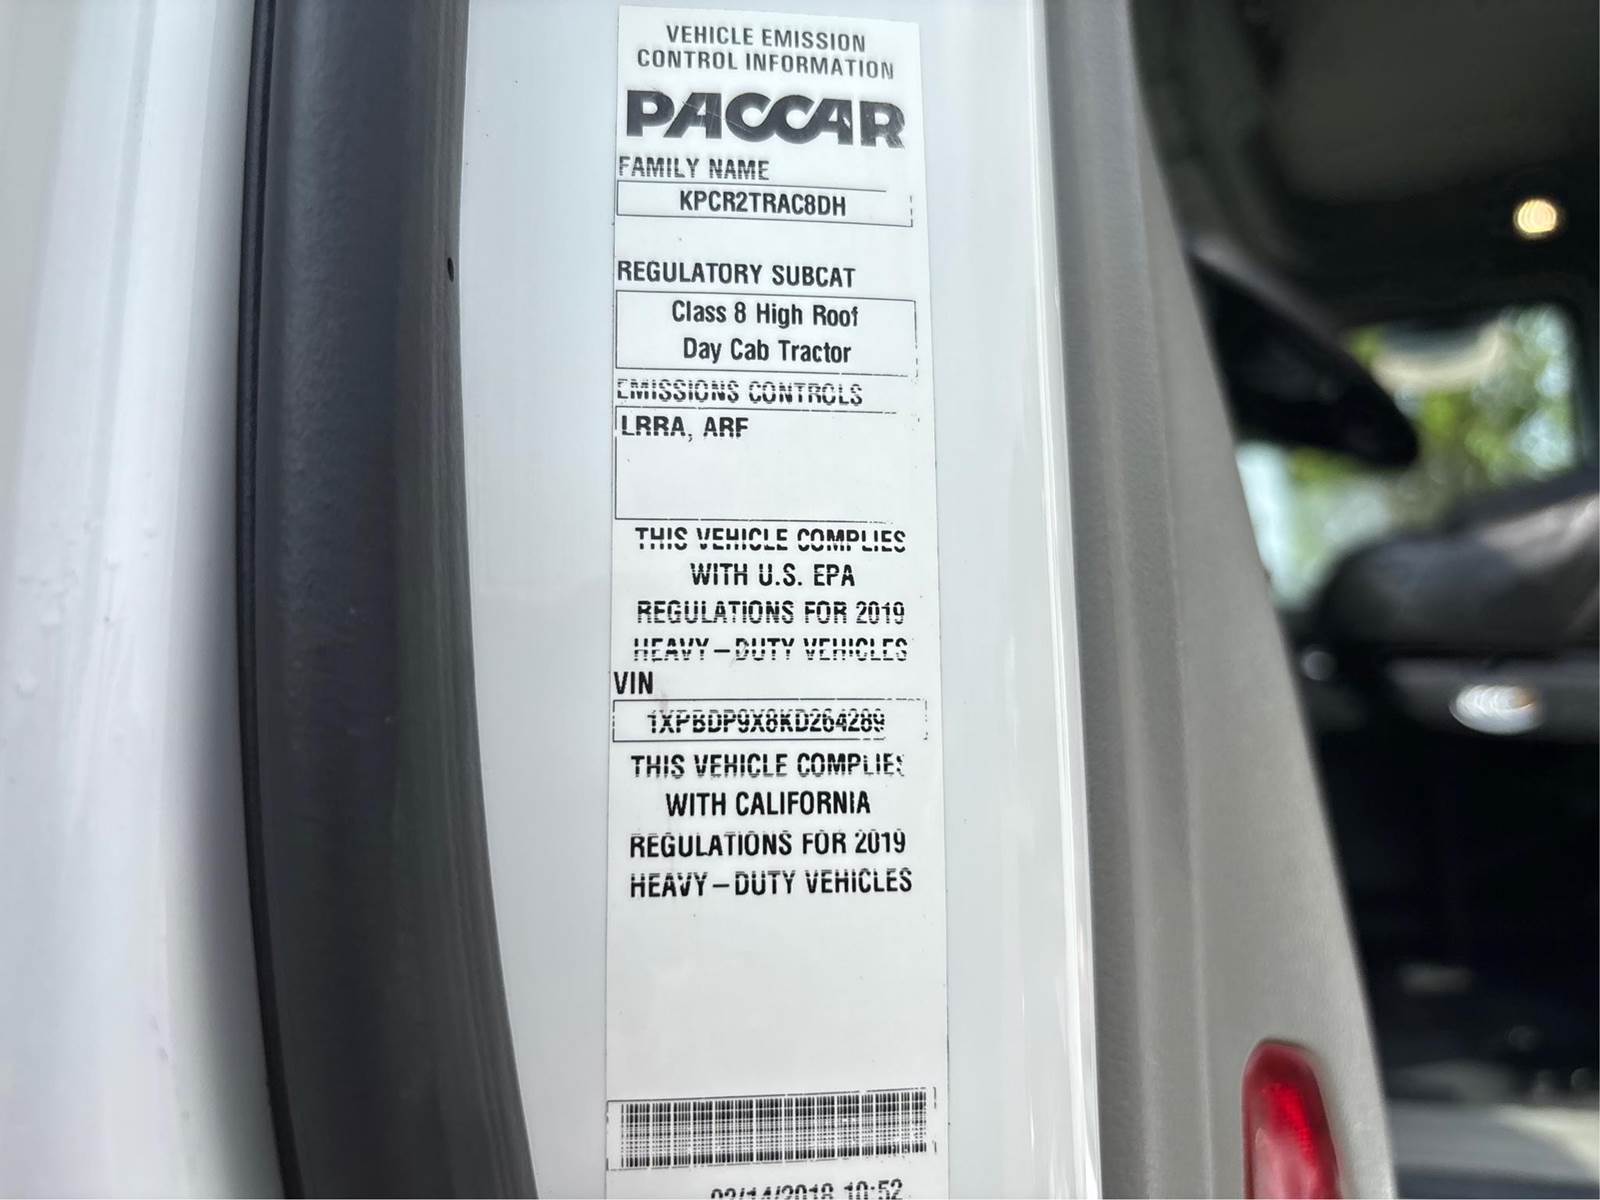 VEHICLE EMISSION
CONTROL INFORMATION
PACCAR
FAMILY NAME
KPCR2TRAC8DH
REGULATORY SUBCAT
Class 8 High Roof
Day Cab Tractor
EMISSIONS CONTROLS
LRRA, ARF
THIS VEHICLE COMPLIES
WITH U.S. EPA
REGULATIONS FOR 2019
HEAVY-DUTY VEHICLES
VIN
1XPBDP9X8KD264289
THIS VEHICLE COMPLIES
WITH CALIFORNIA
REGULATIONS FOR 2019
HEAVY-DUTY VEHICLES
10:52